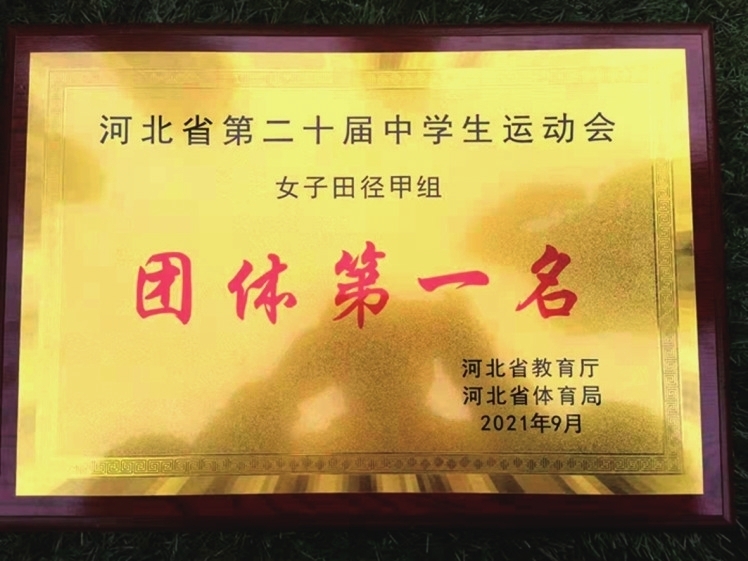 河北省第二十届中学生运动会
女子田径甲组
团体第一名
河北省教育厅
河北省体育局
2021年9月